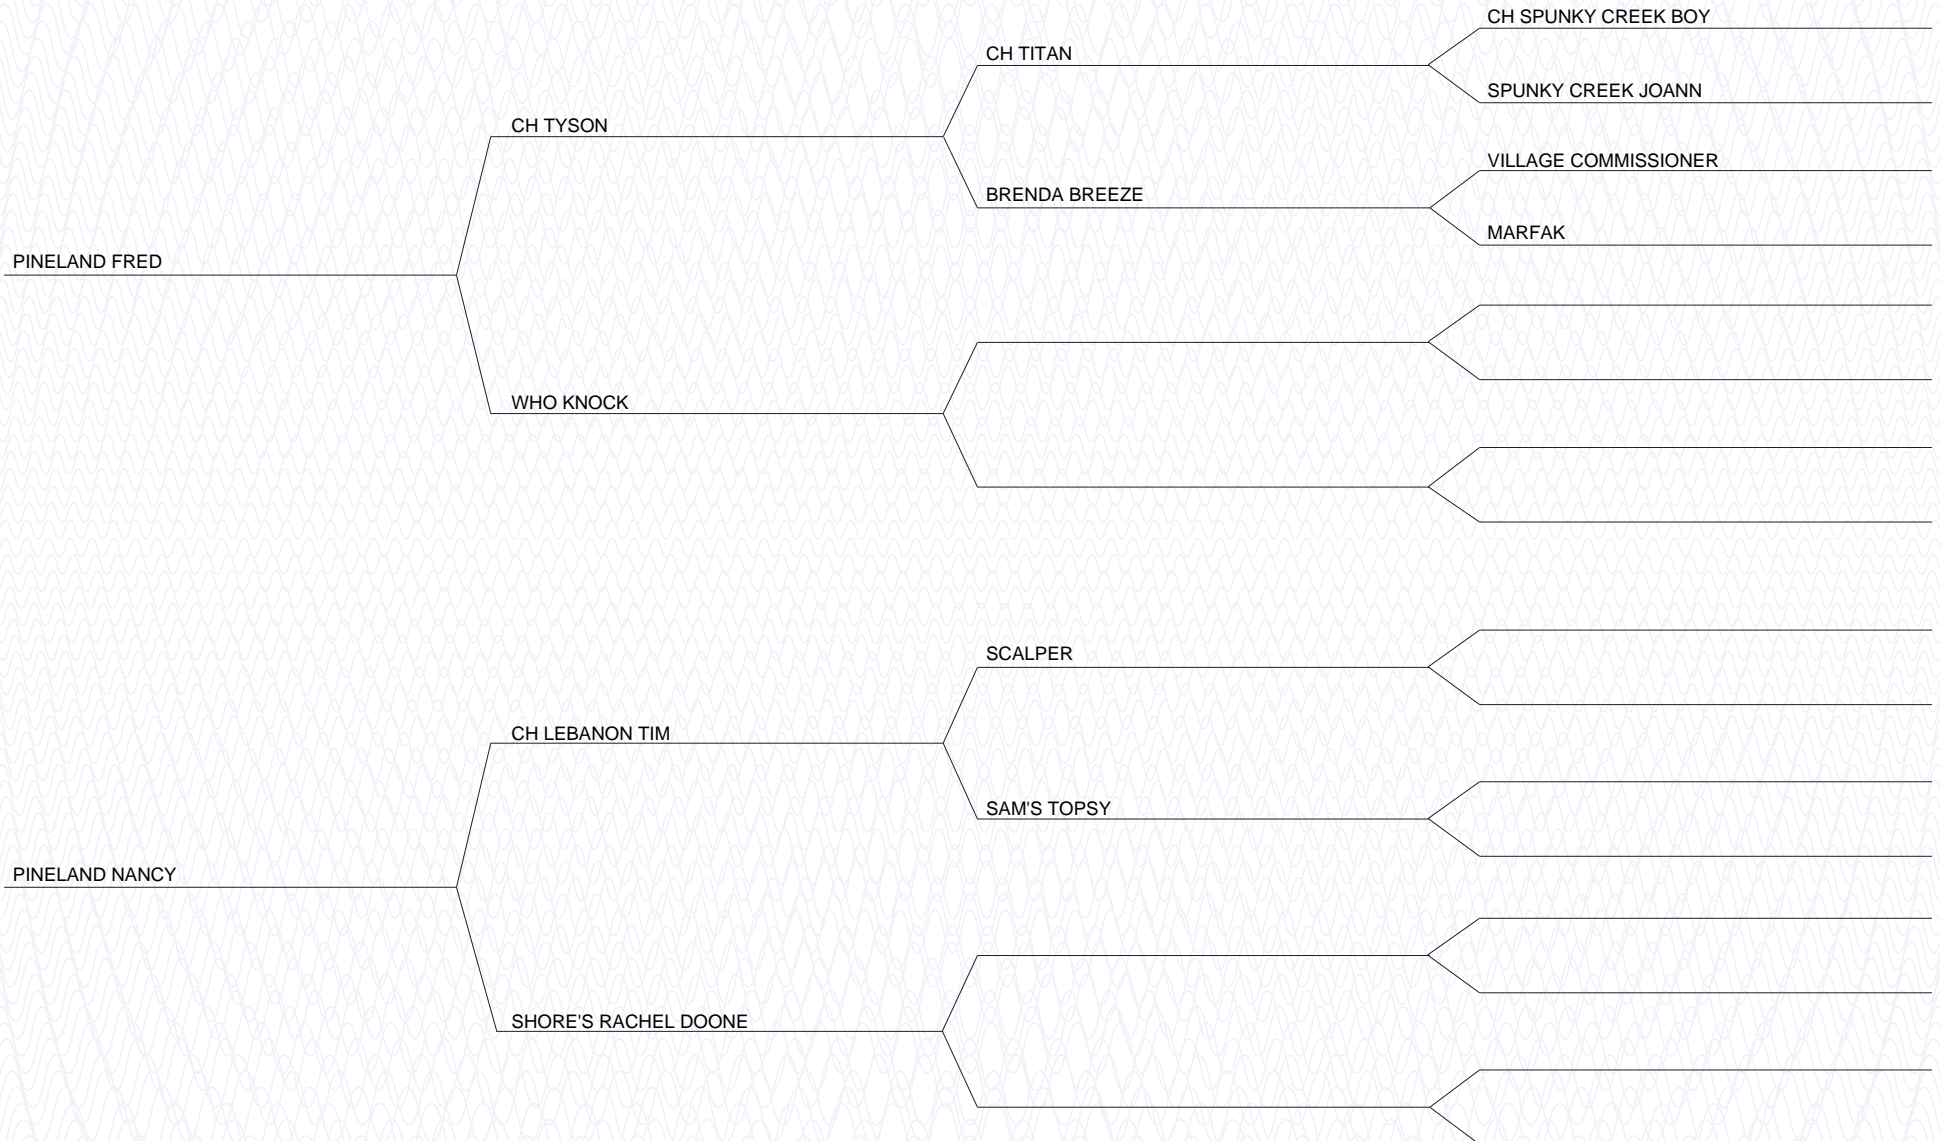 CH SPUNKY CREEK BOY
CH TITAN
SPUNKY CREEK JOANN
CH TYSON
VILLAGE COMMISSIONER
BRENDA BREEZE
MARFAK
PINELAND FRED
WHO KNOCK
SCALPER
CH LEBANON TIM
SAM'S TOPSY
PINELAND NANCY
SHORE'S RACHEL DOONE